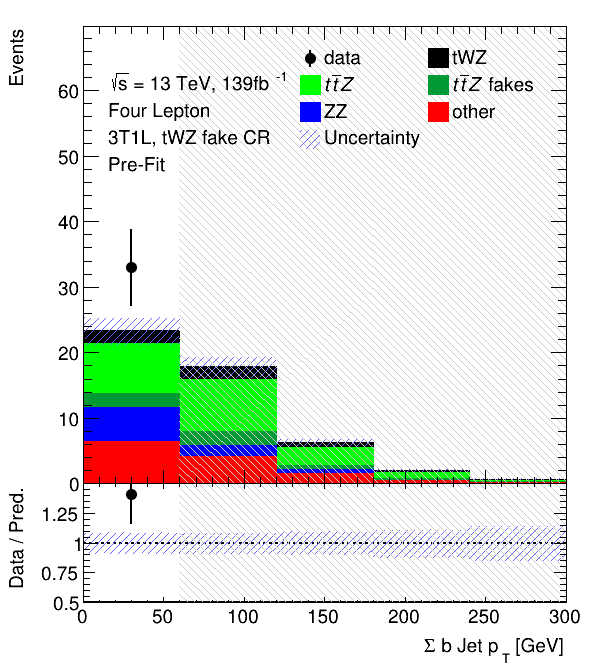 Events
data
tWZ
√s = 13 TeV, 139fb⁻¹
tt̄Z
tt̄Z fakes
Four Lepton
ZZ
other
3T1L, tWZ fake CR
Uncertainty
Pre-Fit
60
50
40
30
20
10
0
Data / Pred.
1.25
1
0.75
0.5
0 50 100 150 200 250 300
Σ b Jet p_T [GeV]